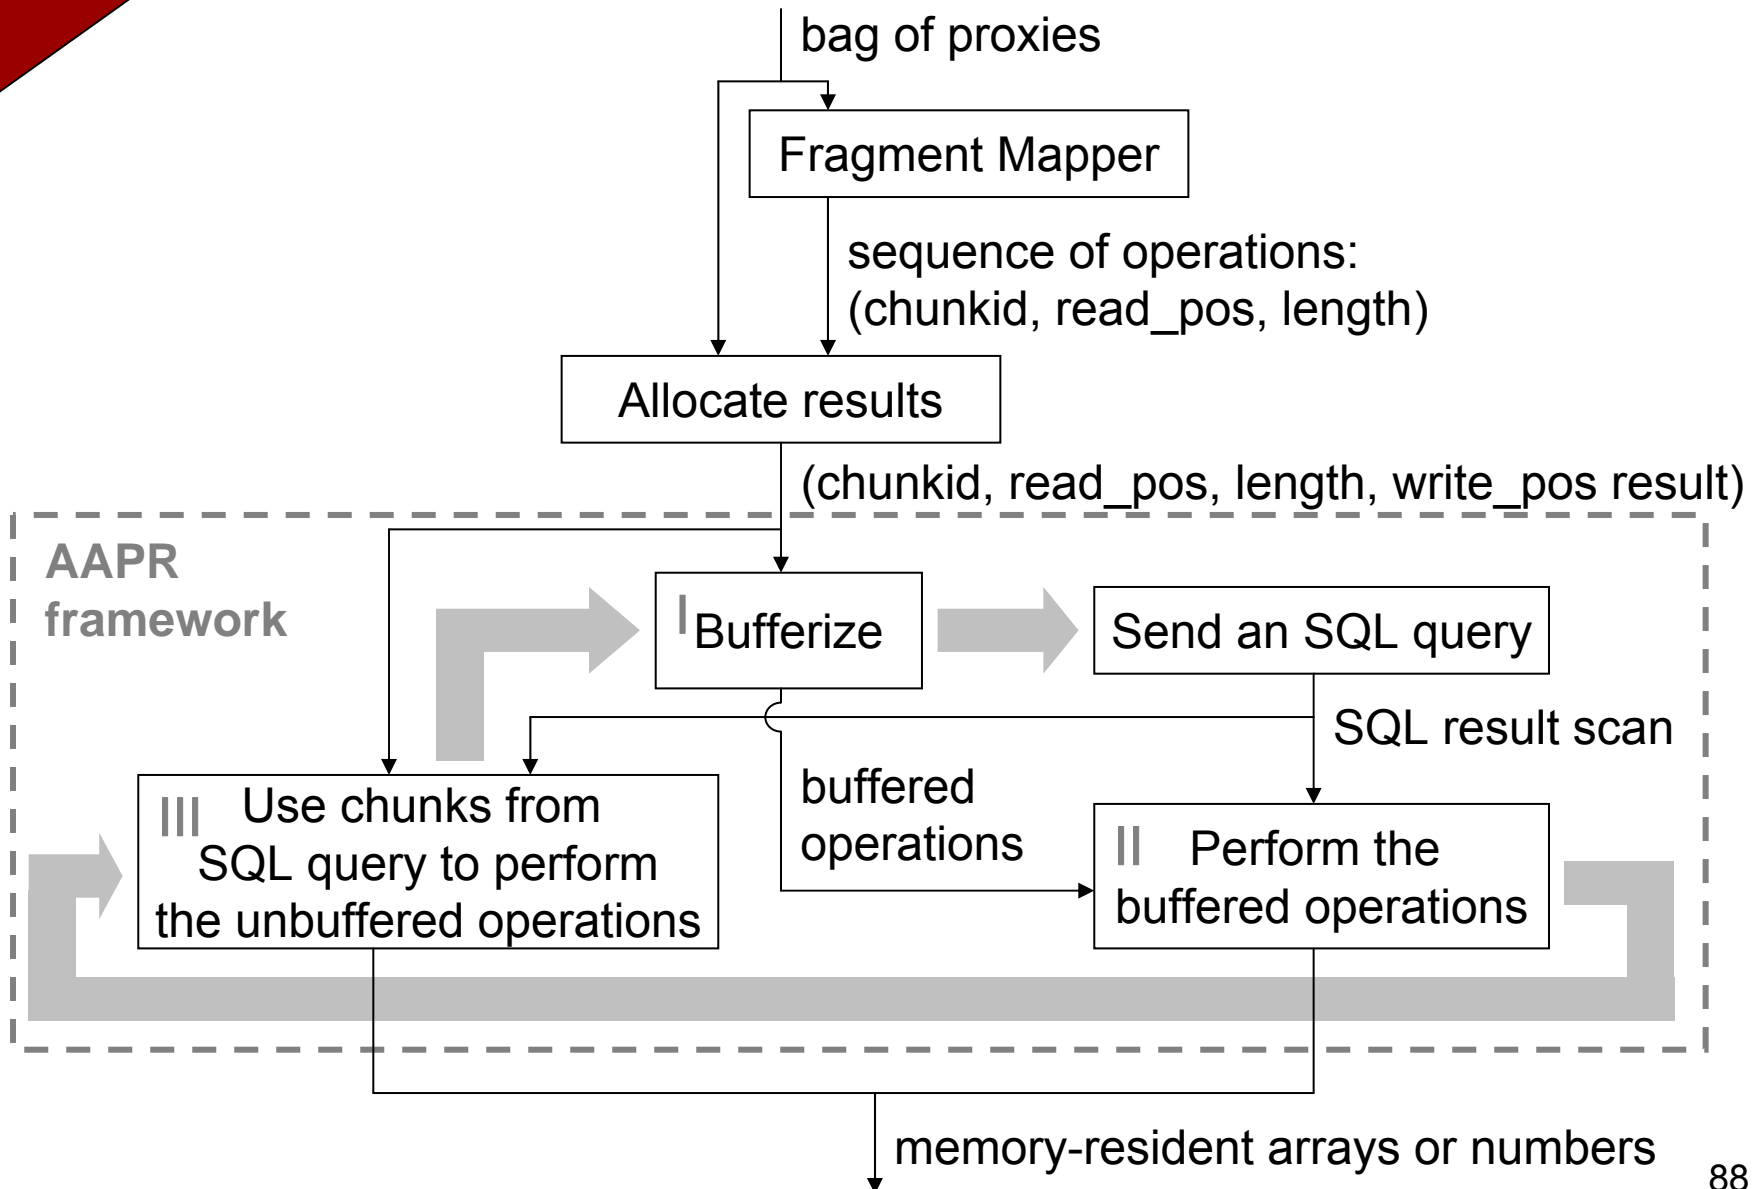 bag of proxies
Fragment Mapper
sequence of operations:
(chunkid, read_pos, length)
Allocate results
(chunkid, read_pos, length, write_pos result)
AAPR
framework
I Bufferize
Send an SQL query
SQL result scan
buffered
operations
III Use chunks from
SQL query to perform
the unbuffered operations
II Perform the
buffered operations
memory-resident arrays or numbers
88